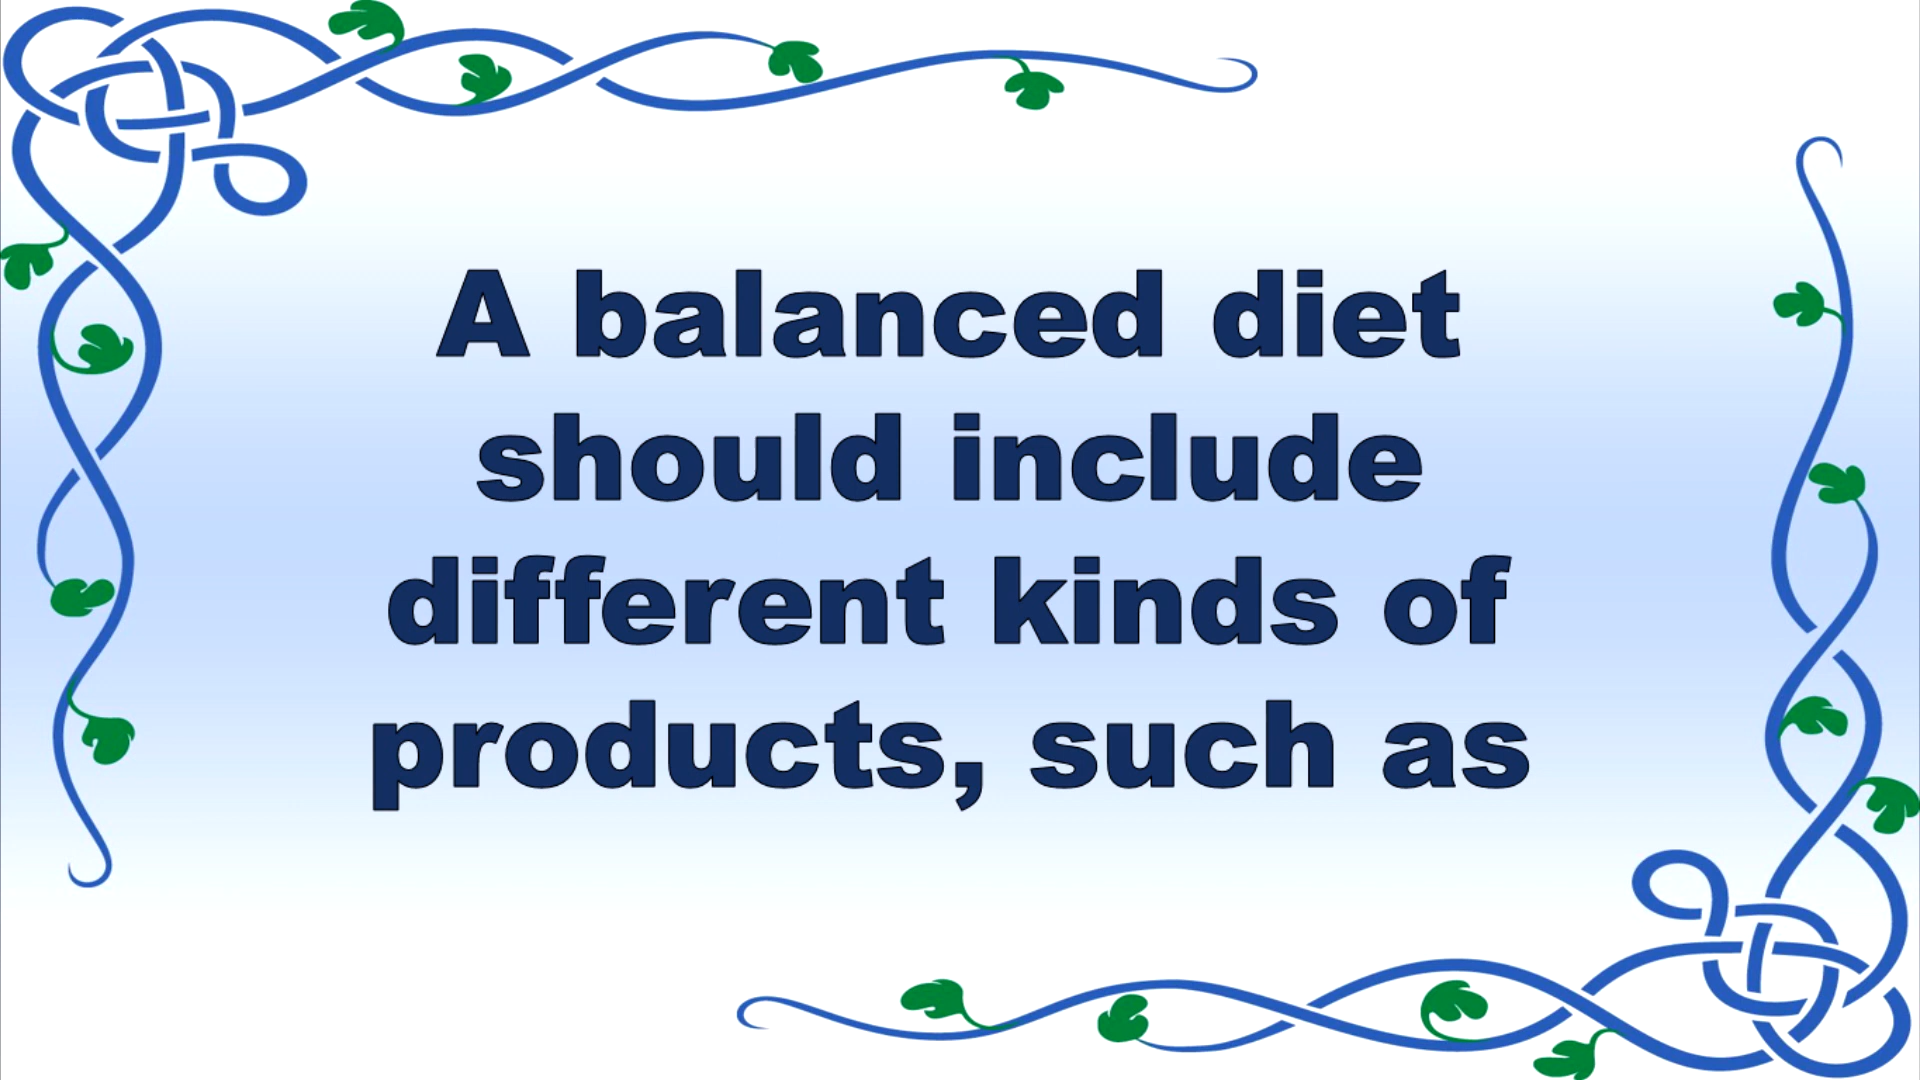 A balanced diet
should include
different kinds of
products, such as